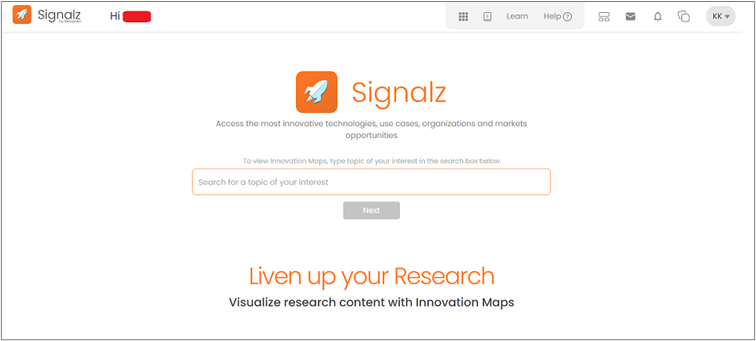 Signalz
by Ideapoke
Hi
Learn
Help
KK
Signalz
Access the most innovative technologies, use cases, organizations and markets
opportunities
To view Innovation Maps, type topic of your interest in the search box below
Search for a topic of your interest
Next
Liven up your Research
Visualize research content with Innovation Maps